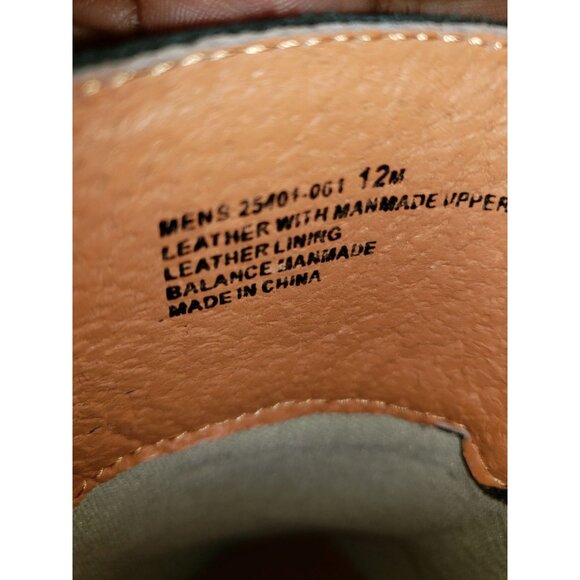 MENS 25401-061 12M
LEATHER WITH MANMADE UPPER
LEATHER LINING
BALANCE MANMADE
MADE IN CHINA